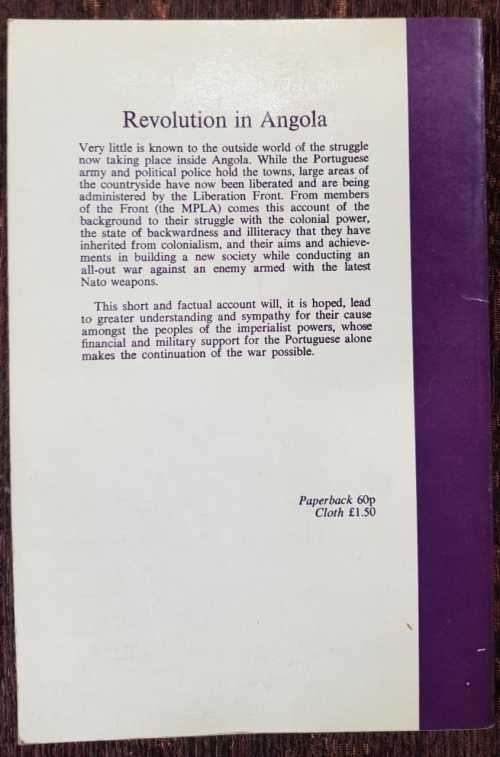 Revolution in Angola
Very little is known to the outside world of the struggle
now taking place inside Angola. While the Portuguese
army and political police hold the towns, large areas of
the countryside have now been liberated and are being
administered by the Liberation Front. From members
of the Front (the MPLA) comes this account of the
background to their struggle with the colonial power,
the state of backwardness and illiteracy that they have
inherited from colonialism, and their aims and achieve-
ments in building a new society while conducting an
all-out war against an enemy armed with the latest
Nato weapons.
This short and factual account will, it is hoped, lead
to greater understanding and sympathy for their cause
amongst the peoples of the imperialist powers, whose
financial and military support for the Portuguese alone
makes the continuation of the war possible.
Paperback 60p
Cloth £1.50